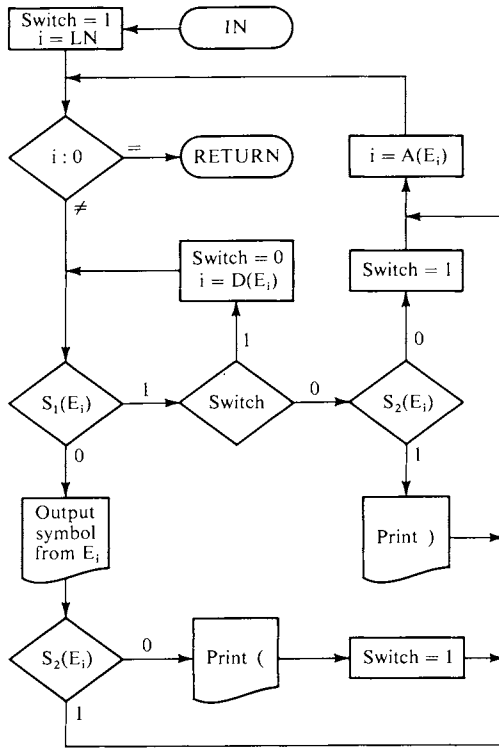 Switch = 1
i = LN
IN
i : 0
=
RETURN
i = A(E_i)
≠
Switch = 0
i = D(E_i)
Switch = 1
1
0
S_1(E_i)
1
Switch
0
S_2(E_i)
0
1
Output
symbol
from E_i
Print )
S_2(E_i)
0
Print (
Switch = 1
1